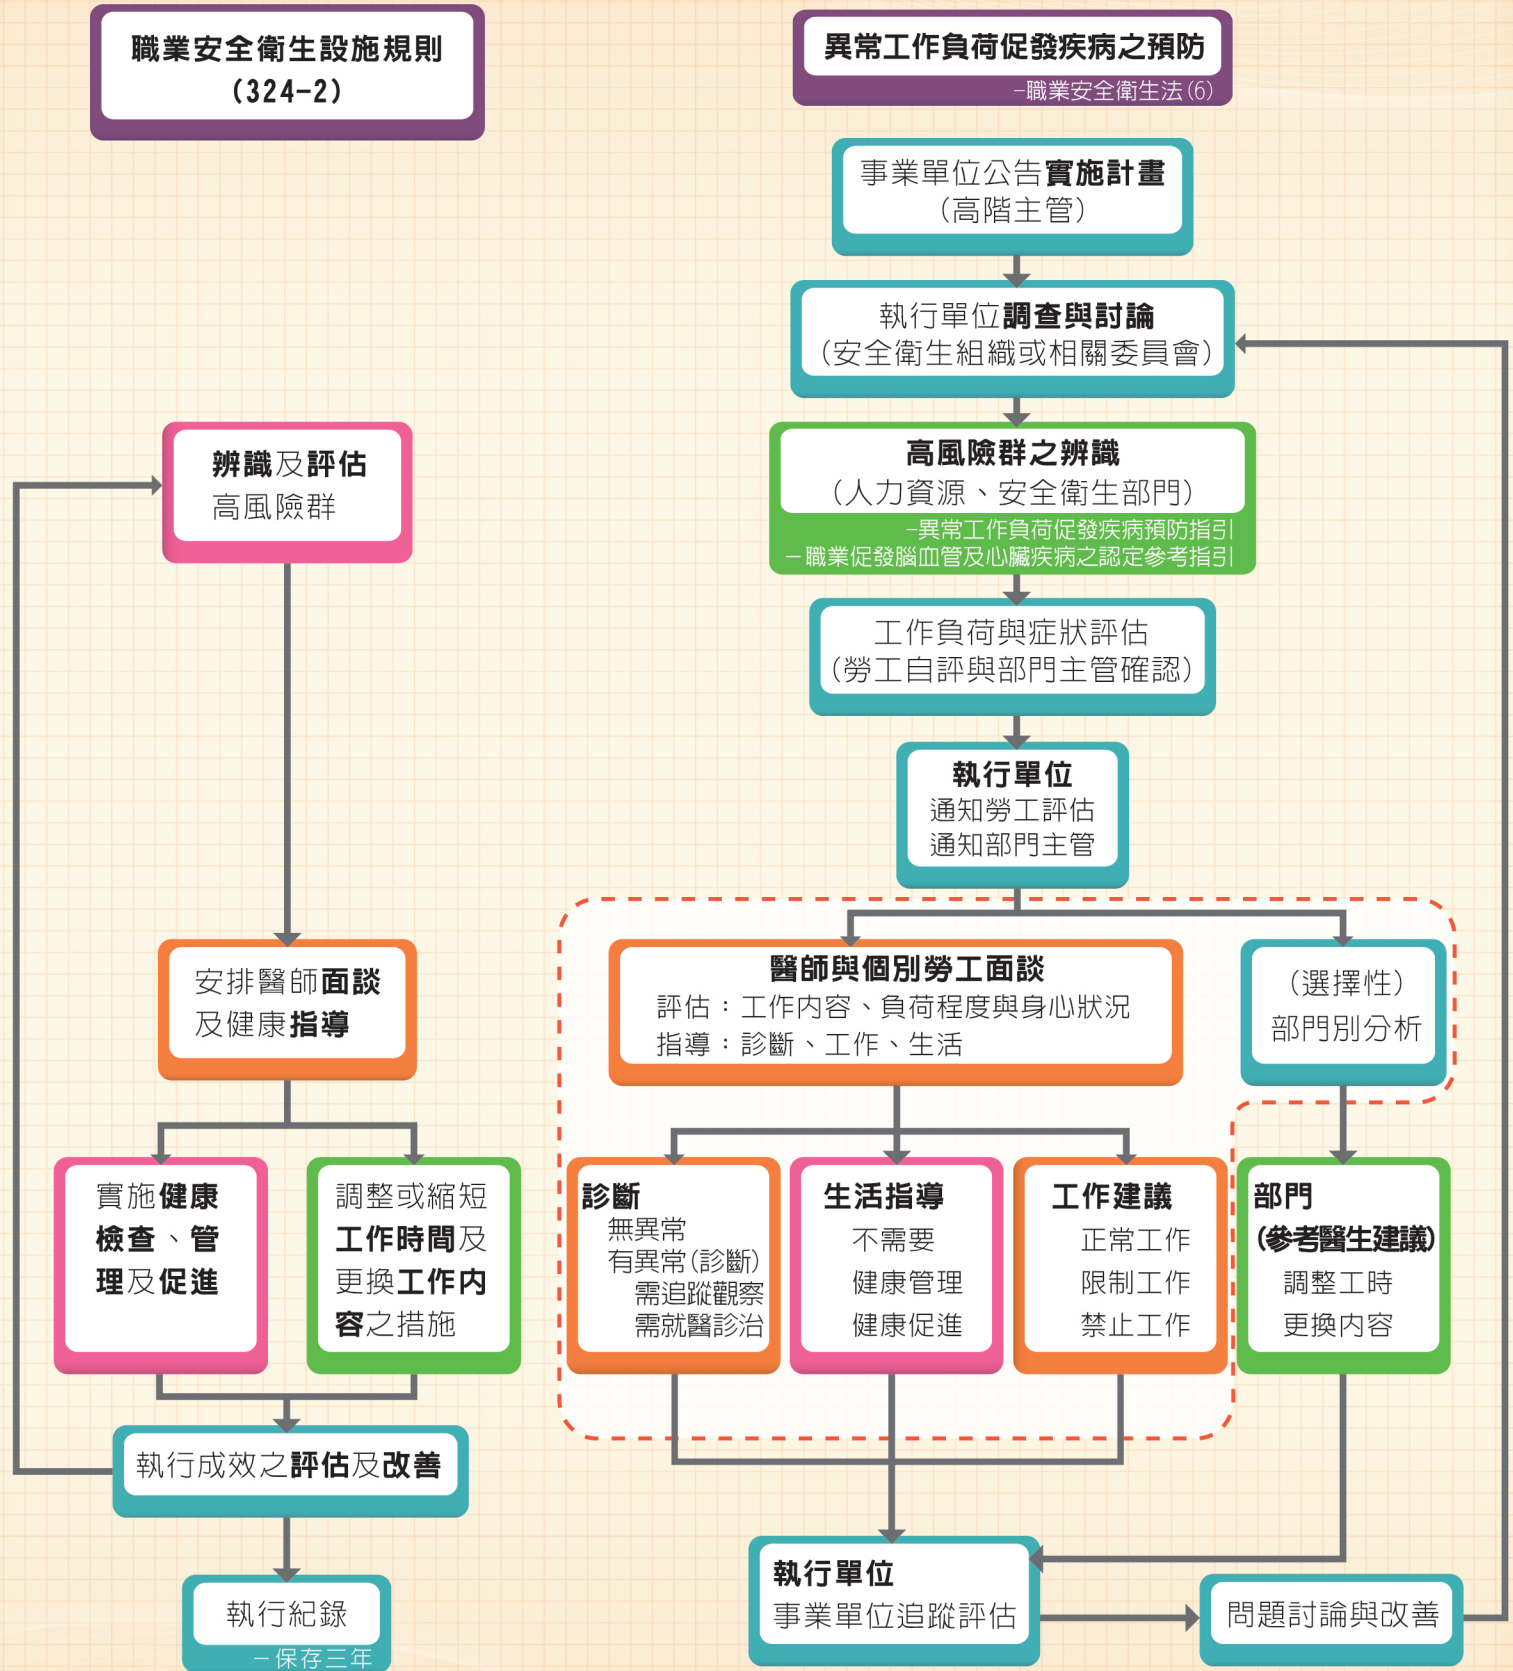 職業安全衛生設施規則
(324-2)
辨識及評估
高風險群
安排醫師面談
及健康指導
實施健康
檢查、管
理及促進
調整或縮短
工作時間及
更換工作內
容之措施
執行成效之評估及改善
執行紀錄
－保存三年
異常工作負荷促發疾病之預防
-職業安全衛生法(6)
事業單位公告實施計畫
(高階主管)
執行單位調查與討論
(安全衛生組織或相關委員會)
高風險群之辨識
(人力資源、安全衛生部門)
-異常工作負荷促發疾病預防指引
－職業促發腦血管及心臟疾病之認定參考指引
工作負荷與症狀評估
(勞工自評與部門主管確認)
執行單位
通知勞工評估
通知部門主管
醫師與個別勞工面談
評估：工作內容、負荷程度與身心狀況
指導：診斷、工作、生活
(選擇性)
部門別分析
診斷
無異常
有異常(診斷)
需追蹤觀察
需就醫診治
生活指導
不需要
健康管理
健康促進
工作建議
正常工作
限制工作
禁止工作
部門
(參考醫生建議)
調整工時
更換內容
執行單位
事業單位追蹤評估
問題討論與改善